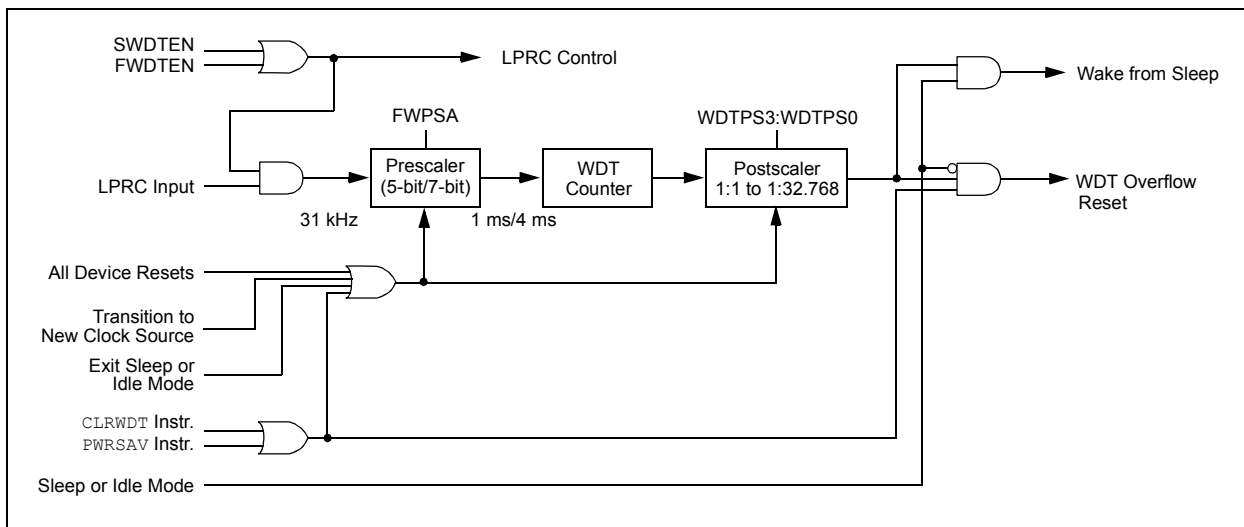 SWDTEN
FWDTEN
LPRC Control
Wake from Sleep
FWPSA
WDTPS3:WDTPS0
LPRC Input
Prescaler
(5-bit/7-bit)
WDT
Counter
Postscaler
1:1 to 1:32.768
WDT Overflow
Reset
31 kHz
1 ms/4 ms
All Device Resets
Transition to
New Clock Source
Exit Sleep or
Idle Mode
CLRWDT Instr.
PWRSAV Instr.
Sleep or Idle Mode